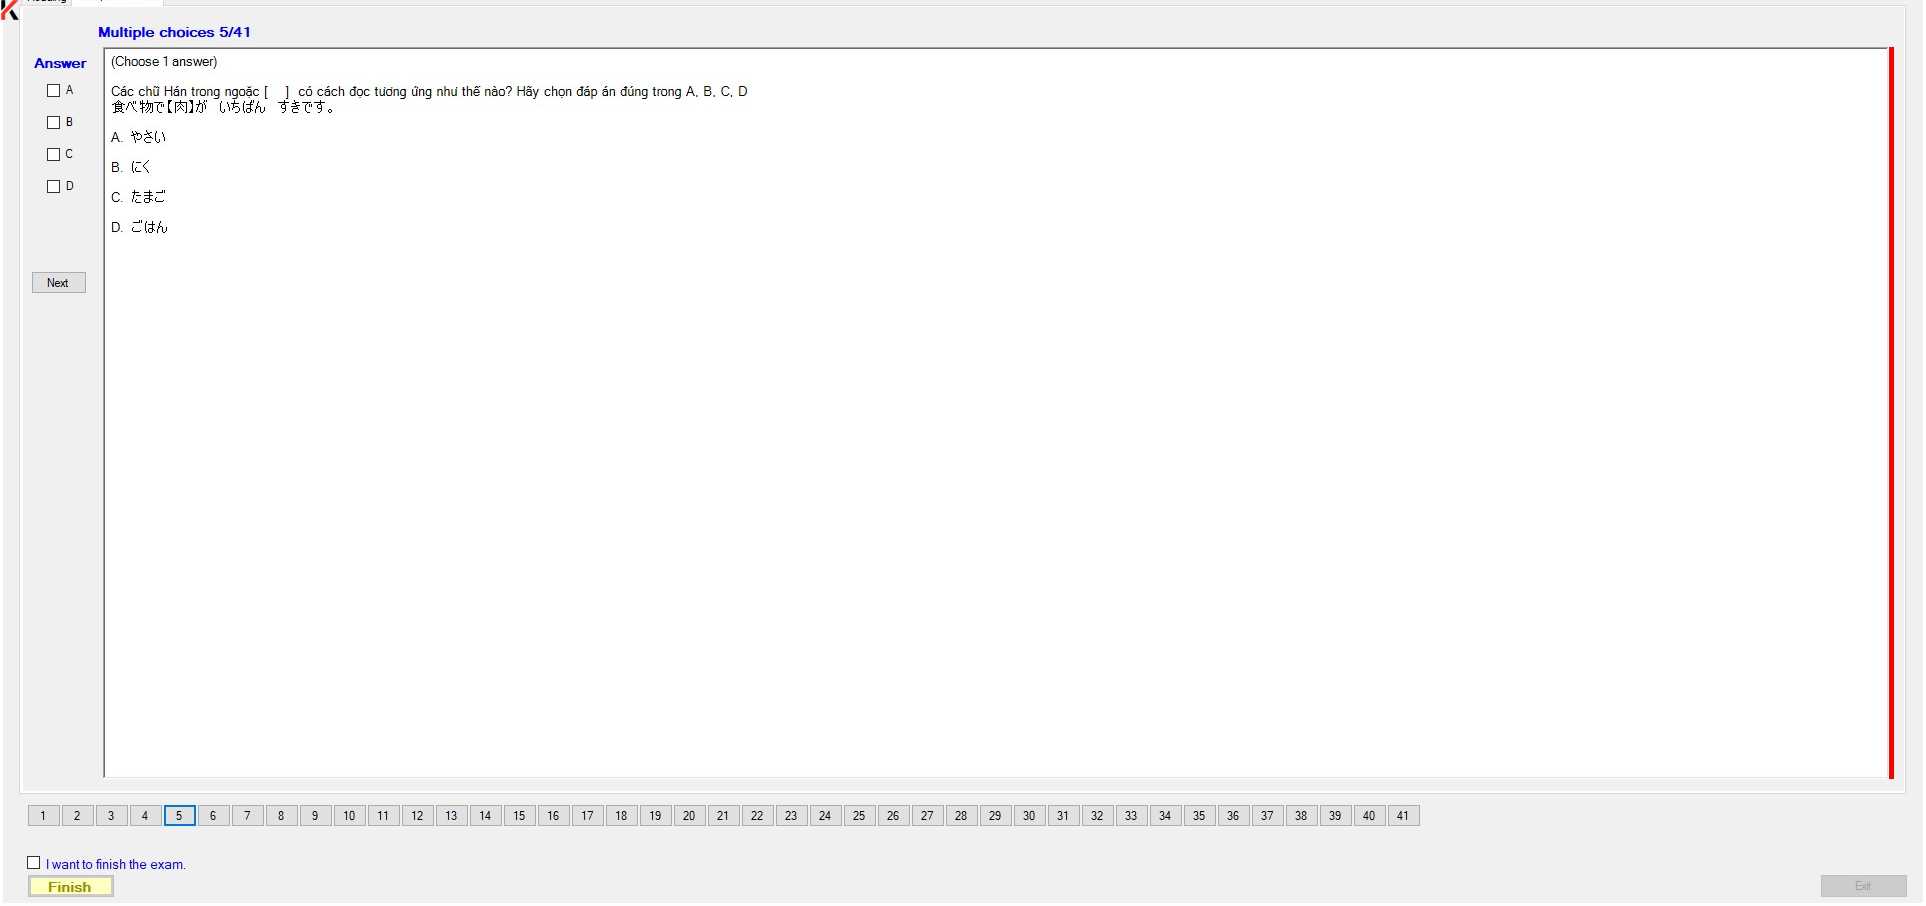 Multiple choices 5/41
Answer
A
B
C
D
Next
(Choose 1 answer)
Các chữ Hán trong ngoặc [ ] có cách đọc tương ứng như thế nào? Hãy chọn đáp án đúng trong A, B, C, D
食べ物で【肉】が　いちばん　すきです。
A. やさい
B. にく
C. たまご
D. ごはん
1 2 3 4 5 6 7 8 9 10 11 12 13 14 15 16 17 18 19 20 21 22 23 24 25 26 27 28 29 30 31 32 33 34 35 36 37 38 39 40 41
I want to finish the exam.
Finish
Exit